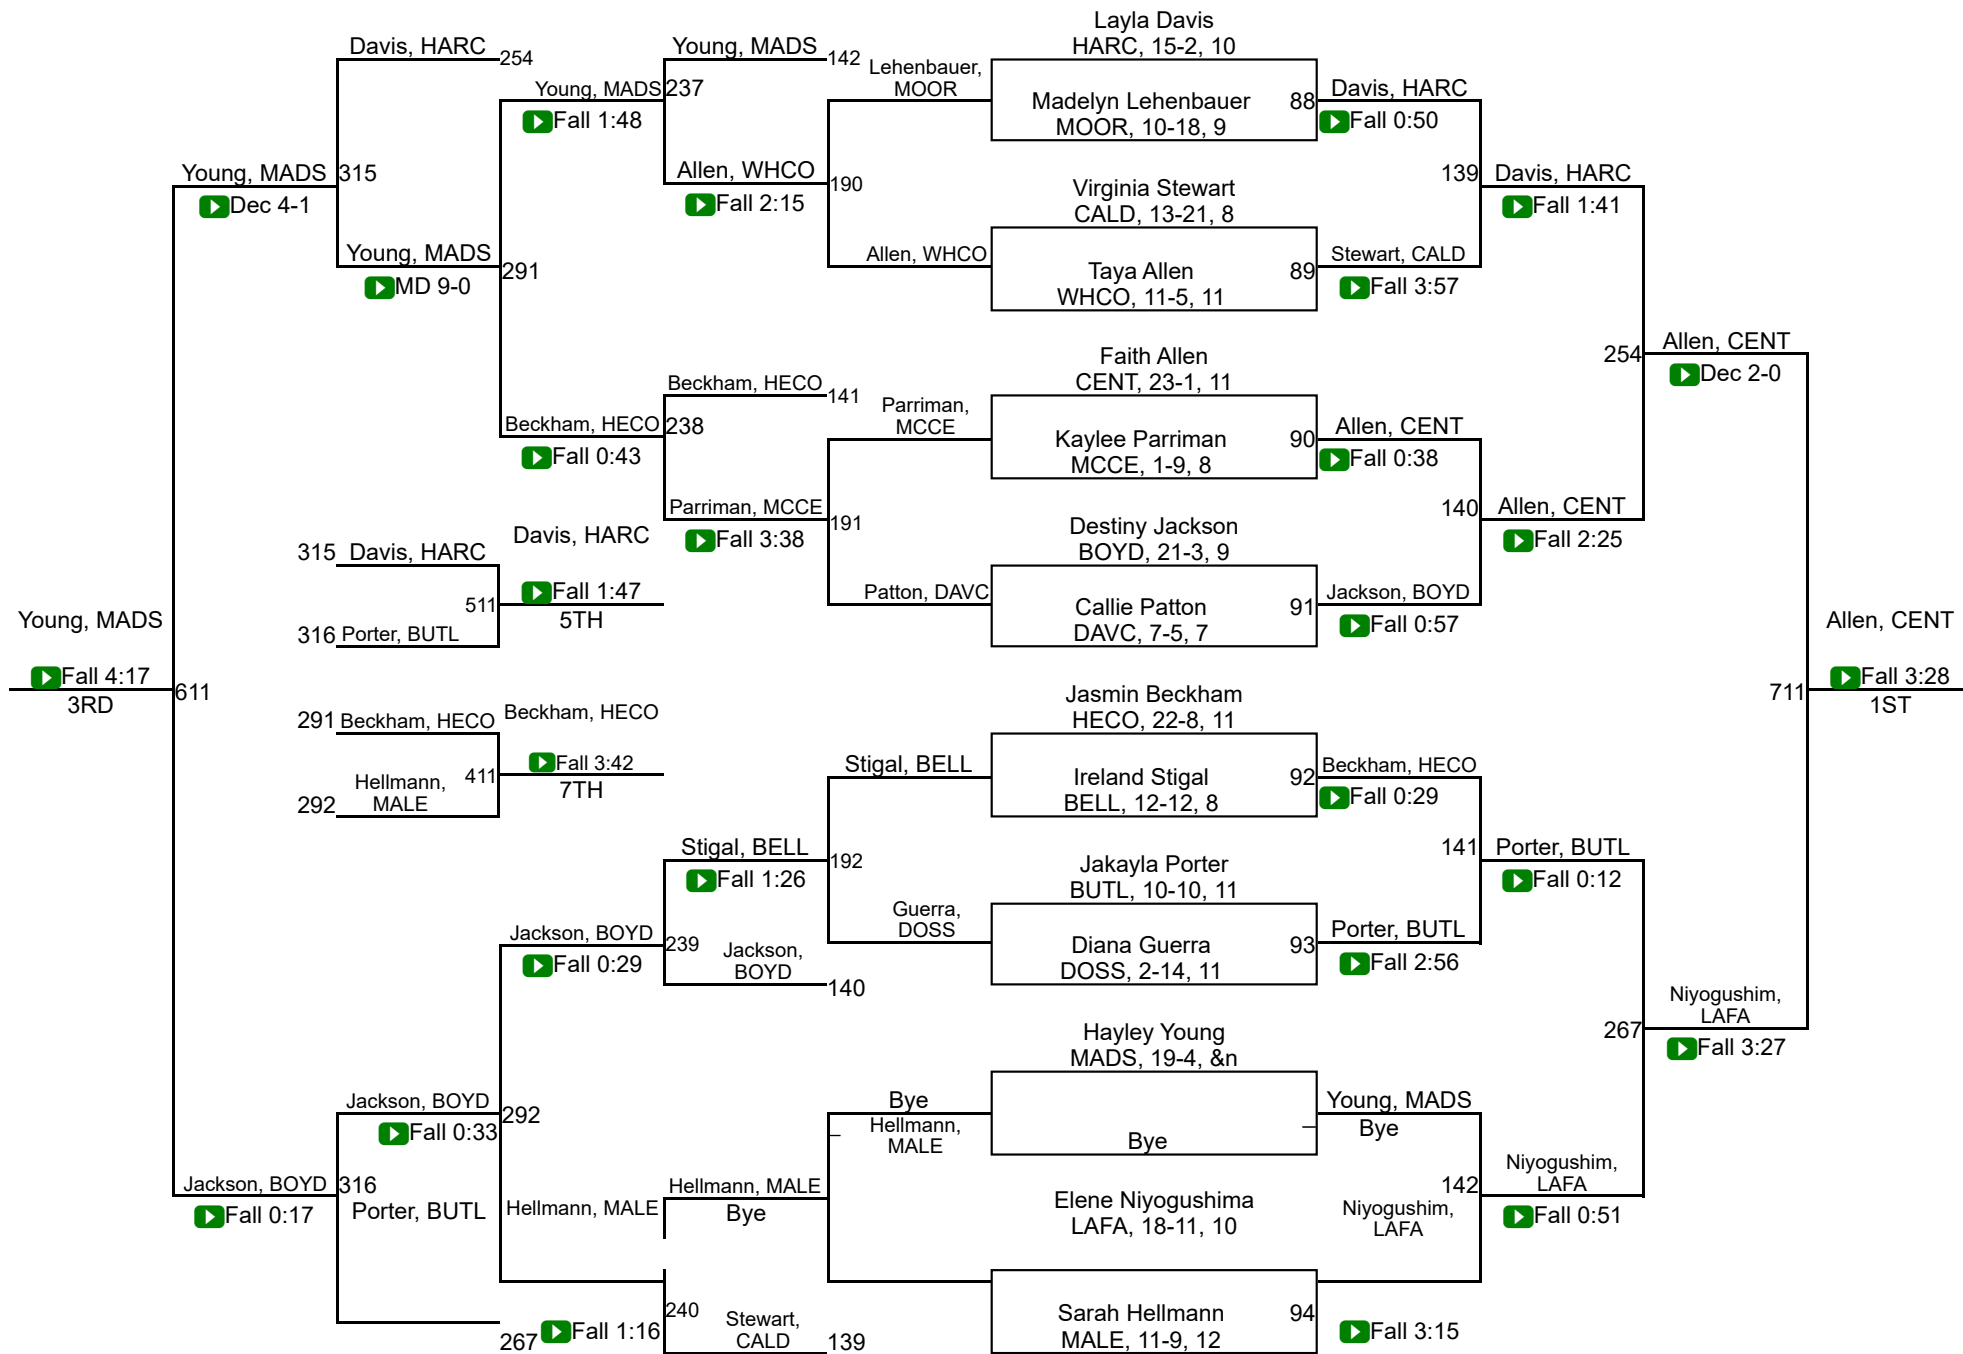 Layla Davis
Davis, HARC
Young, MADS
HARC, 15-2, 10
254
142
Lehenbauer,
MOOR
Young, MADS
237
Madelyn Lehenbauer
88
Davis, HARC
Fall 1:48
MOOR, 10-18, 9
Fall 0:50
Young, MADS
315
Allen, WHCO
190
139
Davis, HARC
Dec 4-1
Fall 2:15
Virginia Stewart
CALD, 13-21, 8
Fall 1:41
Young, MADS
291
Allen, WHCO
Taya Allen
89
Stewart, CALD
MD 9-0
WHCO, 11-5, 11
Fall 3:57
Faith Allen
254
Allen, CENT
Beckham, HECO
141
CENT, 23-1, 11
Dec 2-0
Parriman,
MCCE
Beckham, HECO
238
Kaylee Parriman
90
Allen, CENT
Fall 0:43
MCCE, 1-9, 8
Fall 0:38
Parriman, MCCE
191
140
Allen, CENT
Fall 3:38
Destiny Jackson
Fall 2:25
315
Davis, HARC
Davis, HARC
BOYD, 21-3, 9
511
Fall 1:47
5TH
Patton, DAVC
Callie Patton
91
Jackson, BOYD
316
Porter, BUTL
DAVC, 7-5, 7
Fall 0:57
Young, MADS
Allen, CENT
Fall 4:17
3RD
611
Jasmin Beckham
711
Fall 3:28
1ST
291
Beckham, HECO
Beckham, HECO
HECO, 22-8, 11
411
Fall 3:42
7TH
Stigal, BELL
Ireland Stigal
92
Beckham, HECO
292
Hellmann,
MALE
BELL, 12-12, 8
Fall 0:29
Stigal, BELL
192
Jakayla Porter
141
Porter, BUTL
Fall 1:26
BUTL, 10-10, 11
Fall 0:12
Guerra,
DOSS
Jackson, BOYD
239
Jackson,
BOYD
Diana Guerra
93
Porter, BUTL
Fall 0:29
140
DOSS, 2-14, 11
Fall 2:56
Niyogushim,
LAFA
Hayley Young
267
MADS, 19-4, &n
Fall 3:27
Jackson, BOYD
292
Bye
Young, MADS
Fall 0:33
Hellmann,
MALE
Bye
Bye
Jackson, BOYD
316
Hellmann, MALE
142
Niyogushim,
LAFA
Fall 0:17
Porter, BUTL
Hellmann, MALE
Bye
Elene Niyogushima
LAFA, 18-11, 10
Niyogushim,
LAFA
Fall 0:51
267
Fall 1:16
240
Stewart,
CALD
139
Sarah Hellmann
94
MALE, 11-9, 12
Fall 3:15